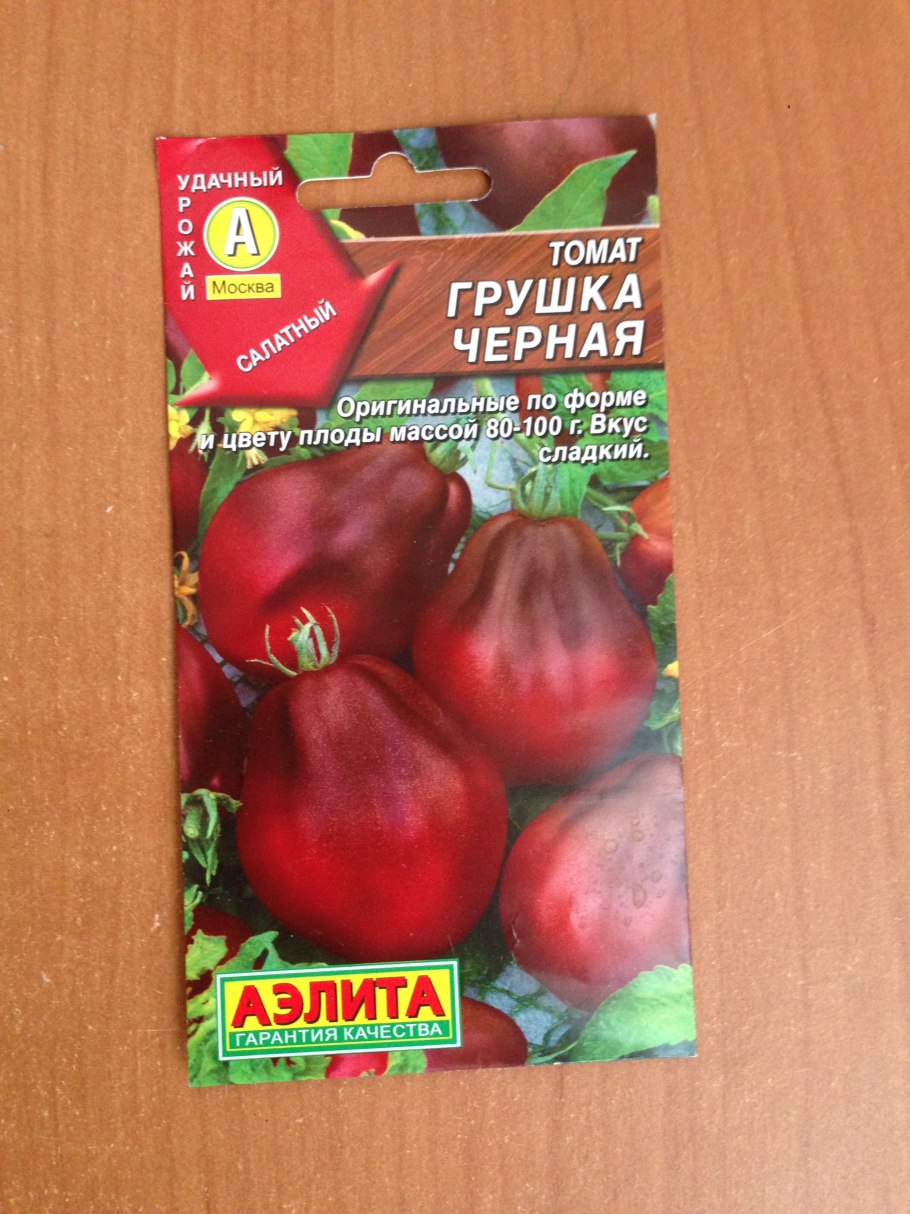 УДАЧНЫЙ
УРОЖАЙ
А
Москва
САЛАТНЫЙ
ТОМАТ
ГРУШКА
ЧЕРНАЯ
Оригинальные по форме
и цвету плоды массой 80-100 г. Вкус
сладкий.
АЭЛИТА
ГАРАНТИЯ КАЧЕСТВА